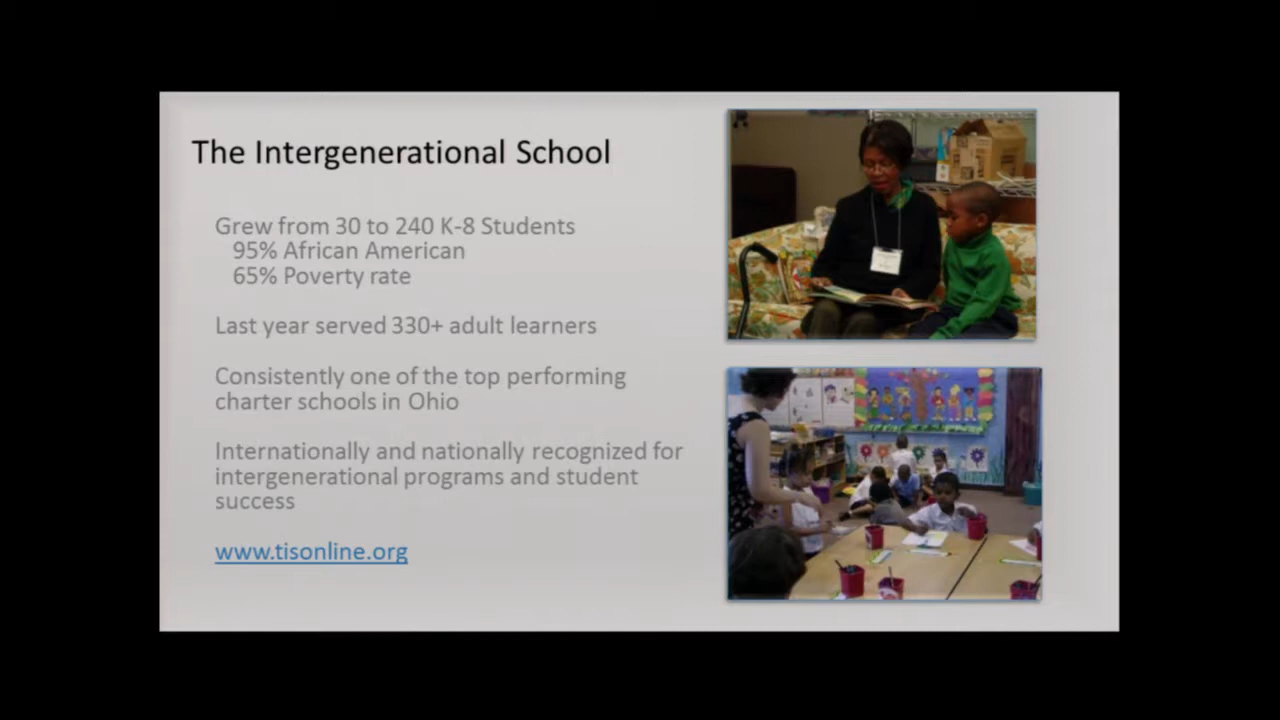 The Intergenerational School
Grew from 30 to 240 K-8 Students
95% African American
65% Poverty rate
Last year served 330+ adult learners
Consistently one of the top performing
charter schools in Ohio
Internationally and nationally recognized for
intergenerational programs and student
success
www.tisonline.org